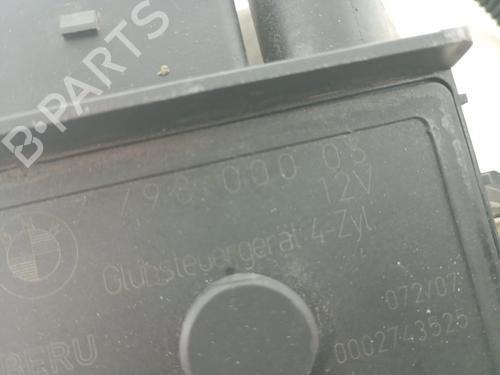 B-PARTS
7 798 000 03
12V
Glühsteuergerät 4-Zyl.
072/07
0002743525
BERU